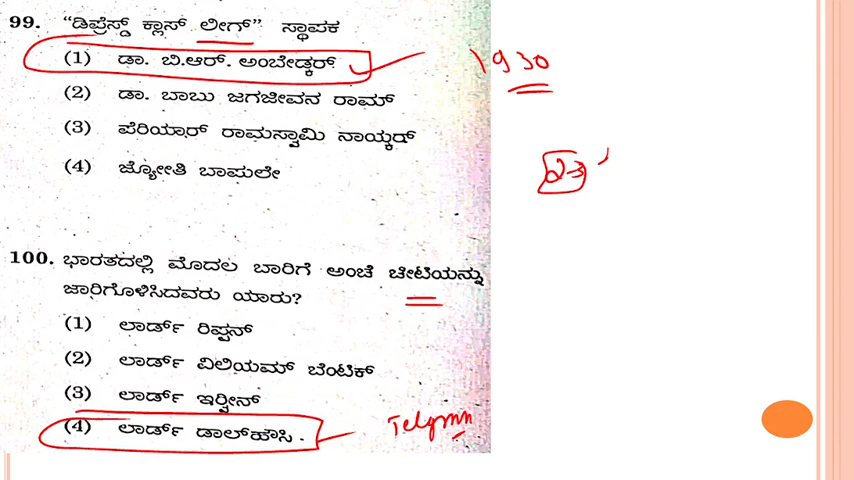 99. “ಡಿಪ್ರೆಸ್ಡ್ ಕ್ಲಾಸ್ ಲೀಗ್” ಸ್ಥಾಪಕ
(1) ಡಾ. ಬಿ.ಆರ್. ಅಂಬೇಡ್ಕರ್
1930
(2) ಡಾ. ಬಾಬು ಜಗಜೀವನ ರಾಮ್
(3) ಪೆರಿಯಾರ್ ರಾಮಸ್ವಾಮಿ ನಾಯ್ಕರ್
(4) ಜ್ಯೋತಿ ಬಾಪುಲೇ
100. ಭಾರತದಲ್ಲಿ ಮೊದಲ ಬಾರಿಗೆ ಅಂಚೆ ಚೀಟಿಯನ್ನು
ಜಾರಿಗೊಳಿಸಿದವರು ಯಾರು?
(1) ಲಾರ್ಡ್ ರಿಪ್ಪನ್
(2) ಲಾರ್ಡ್ ವಿಲಿಯಮ್ ಬೆಂಟಿಕ್
(3) ಲಾರ್ಡ್ ಇರ‍್ವೀನ್
(4) ಲಾರ್ಡ್ ಡಾಲ್‌ಹೌಸಿ.